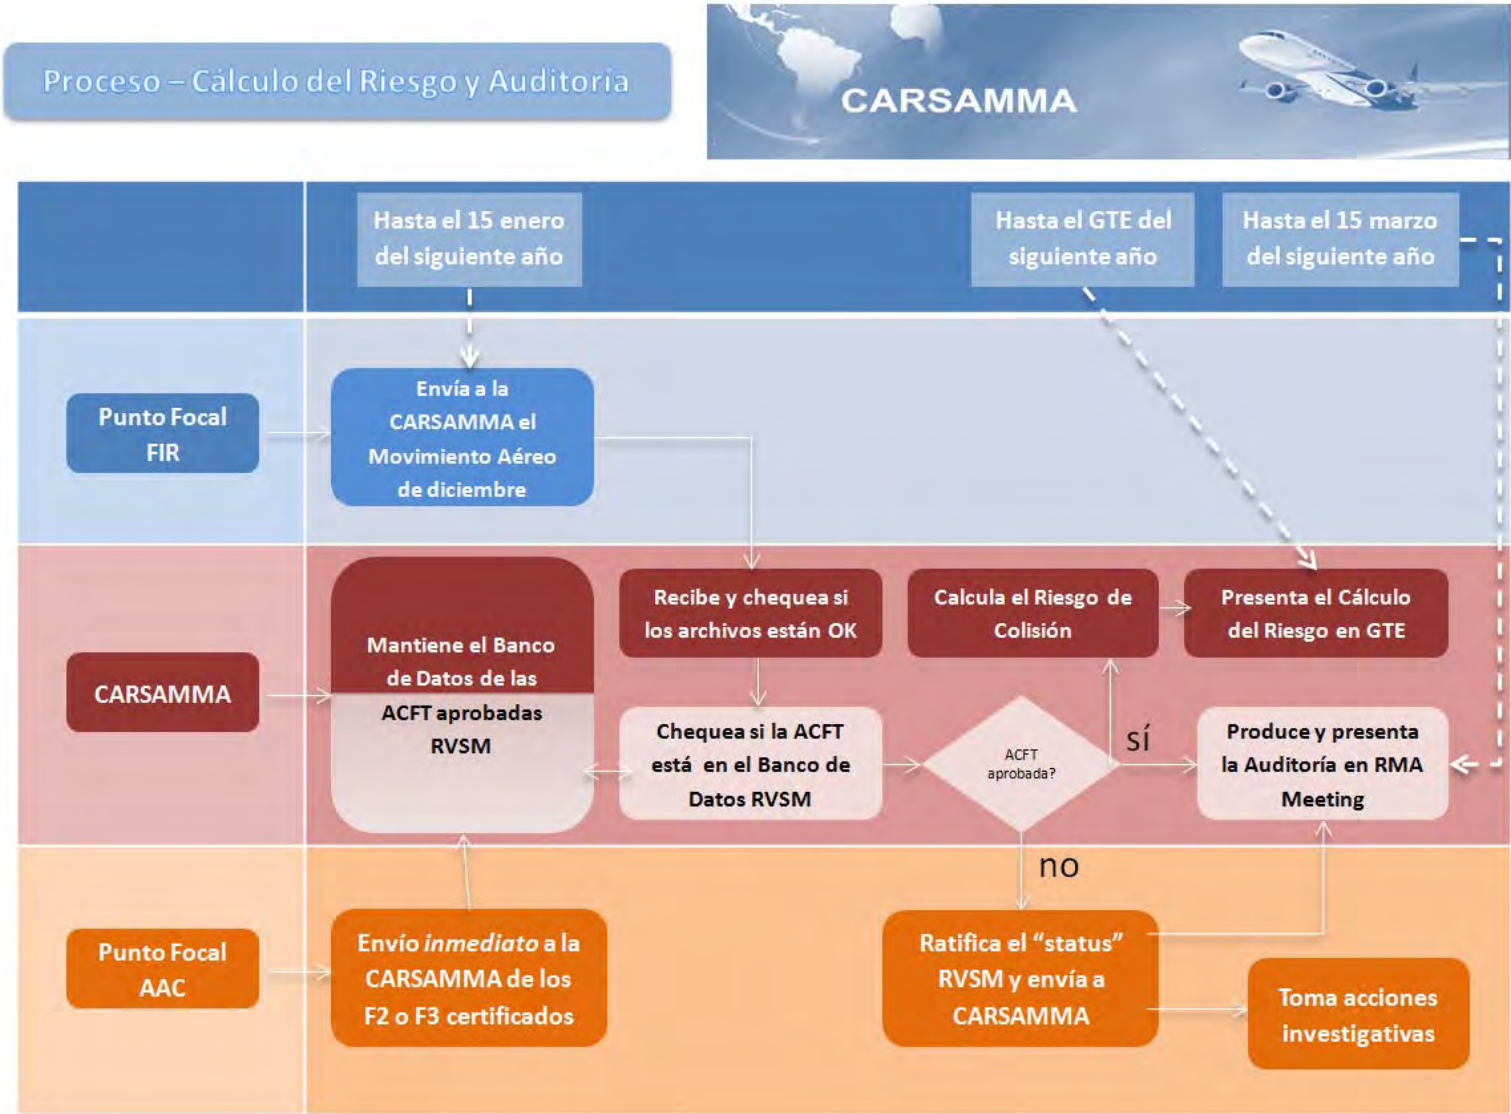 Proceso – Cálculo del Riesgo y Auditoría
CARSAMMA
Hasta el 15 enero
del siguiente año
Hasta el GTE del
siguiente año
Hasta el 15 marzo
del siguiente año
Punto Focal
FIR
Envía a la
CARSAMMA el
Movimiento Aéreo
de diciembre
CARSAMMA
Mantiene el Banco
de Datos de las
ACFT aprobadas
RVSM
Recibe y chequea si
los archivos están OK
Calcula el Riesgo de
Colisión
Presenta el Cálculo
del Riesgo en GTE
Chequea si la ACFT
está en el Banco de
Datos RVSM
ACFT
aprobada?
sí
Produce y presenta
la Auditoría en RMA
Meeting
no
Punto Focal
AAC
Envío inmediato a la
CARSAMMA de los
F2 o F3 certificados
Ratifica el “status”
RVSM y envía a
CARSAMMA
Toma acciones
investigativas